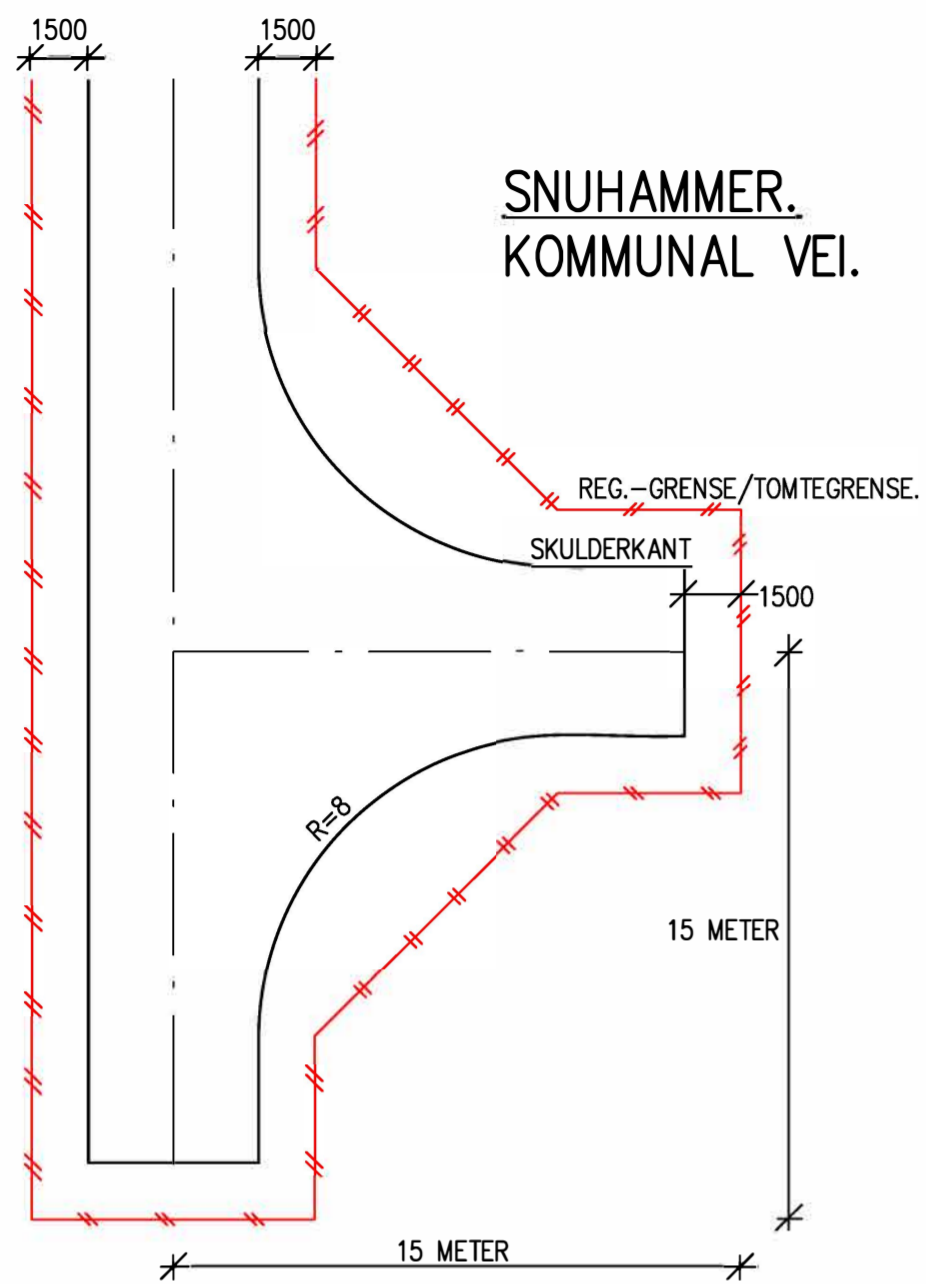 1500
1500
SNUHAMMER.
KOMMUNAL VEI.
REG.-GRENSE/TOMTEGRENSE.
SKULDERKANT
1500
R=8
15 METER
15 METER